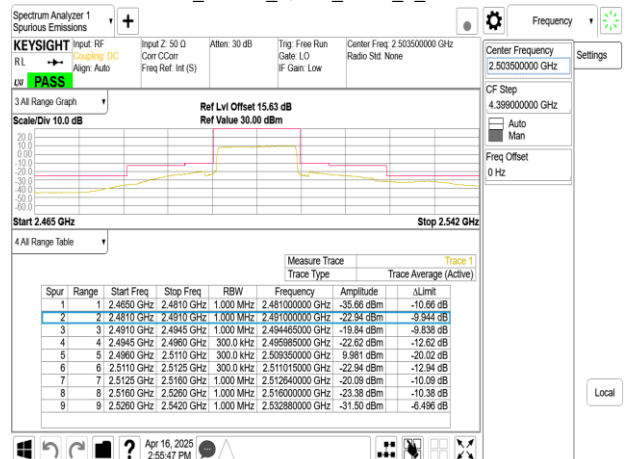 Spectrum Analyzer 1
Spurious Emissions
Frequency
KEYSIGHT
RL
LXI
PASS
Input: RF
Coupling: DC
Align: Auto
Input Z: 50 Ω
Corr CCorr
Freq Ref: Int (S)
Atten: 30 dB
Trig: Free Run
Gate: LO
IF Gain: Low
Center Freq: 2.503500000 GHz
Radio Std: None
Center Frequency
2.503500000 GHz
Settings
CF Step
4.399000000 GHz
Auto
Man
Freq Offset
0 Hz
Local
3 All Range Graph
Scale/Div 10.0 dB
Ref Lvl Offset 15.63 dB
Ref Value 30.00 dBm
20.0
10.0
0.00
-10.0
-20.0
-30.0
-40.0
-50.0
-60.0
Start 2.465 GHz
Stop 2.542 GHz
4 All Range Table
Measure Trace Trace 1
Trace Type Trace Average (Active)
Spur Range Start Freq Stop Freq RBW Frequency Amplitude ΔLimit
1 1 2.4650 GHz 2.4810 GHz 1.000 MHz 2.481000000 GHz -35.66 dBm -10.66 dB
2 2 2.4810 GHz 2.4910 GHz 1.000 MHz 2.491000000 GHz -22.94 dBm -9.944 dB
3 3 2.4910 GHz 2.4945 GHz 1.000 MHz 2.494465000 GHz -19.84 dBm -9.838 dB
4 4 2.4945 GHz 2.4960 GHz 300.0 kHz 2.495985000 GHz -22.62 dBm -12.62 dB
5 5 2.4960 GHz 2.5110 GHz 300.0 kHz 2.509350000 GHz 9.981 dBm -20.02 dB
6 6 2.5110 GHz 2.5125 GHz 300.0 kHz 2.511015000 GHz -22.94 dBm -12.94 dB
7 7 2.5125 GHz 2.5160 GHz 1.000 MHz 2.512640000 GHz -20.09 dBm -10.09 dB
8 8 2.5160 GHz 2.5260 GHz 1.000 MHz 2.516000000 GHz -23.38 dBm -10.38 dB
9 9 2.5260 GHz 2.5420 GHz 1.000 MHz 2.532880000 GHz -31.50 dBm -6.496 dB
?
Apr 16, 2025
2:55:47 PM